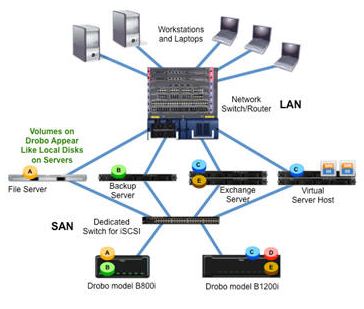 Workstations
and Laptops
Network
Switch/Router
LAN
Volumes on
Drobo Appear
Like Local Disks
on Servers
A
B
C
E
C
File Server
Backup
Server
Exchange
Server
Virtual
Server Host
SAN
Dedicated
Switch for iSCSI
A
B
C
D
E
Drobo model B800i
Drobo model B1200i